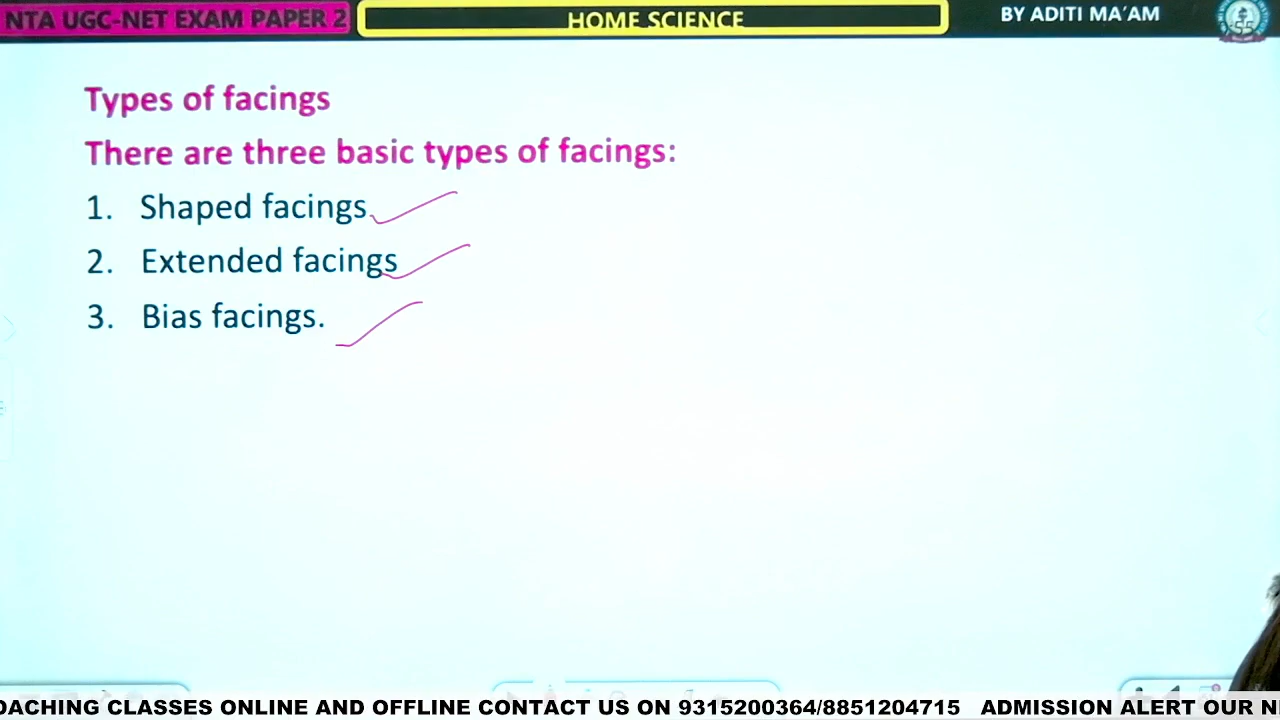 NTA UGC-NET EXAM PAPER 2
HOME SCIENCE
BY ADITI MA'AM
Types of facings
There are three basic types of facings:
1. Shaped facings
2. Extended facings
3. Bias facings.
OACHING CLASSES ONLINE AND OFFLINE CONTACT US ON 9315200364/8851204715 ADMISSION ALERT OUR N